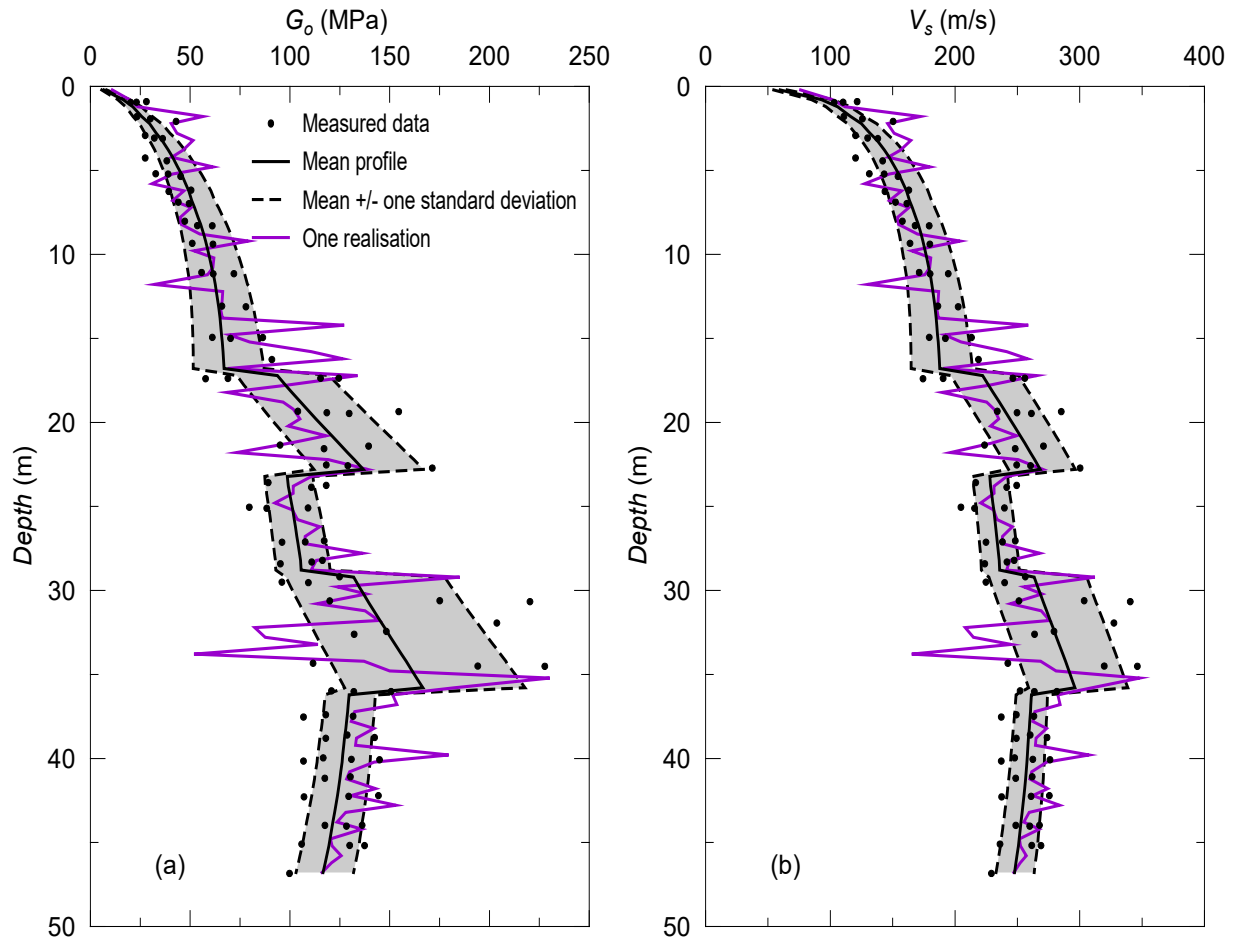 G_o (MPa)
0 50 100 150 200 250
0
10
20
30
40
50
Depth (m)
Measured data
Mean profile
Mean +/- one standard deviation
One realisation
(a)
V_s (m/s)
0 100 200 300 400
0
10
20
30
40
50
Depth (m)
(b)